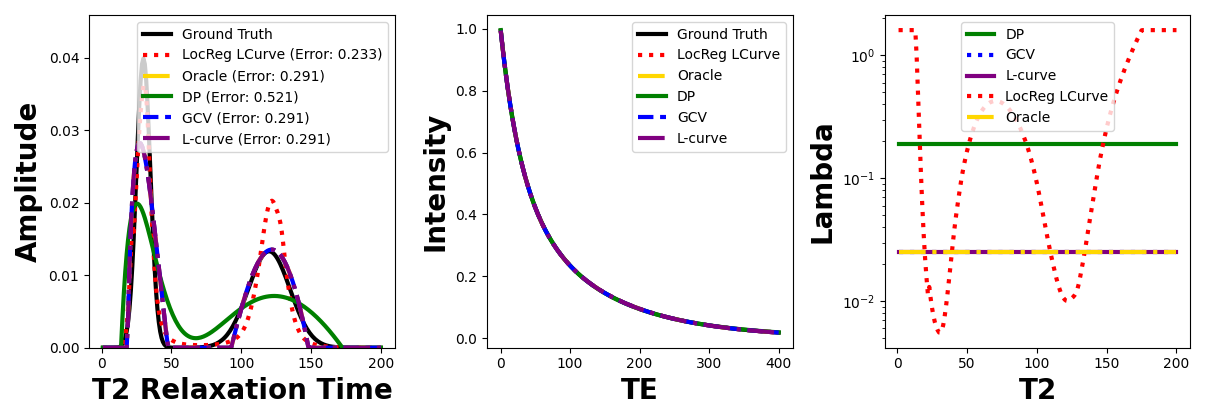 Amplitude
0.04
0.03
0.02
0.01
0.00
0
50
100
150
200
T2 Relaxation Time
Ground Truth
LocReg LCurve (Error: 0.233)
Oracle (Error: 0.291)
DP (Error: 0.521)
GCV (Error: 0.291)
L-curve (Error: 0.291)
Intensity
1.0
0.8
0.6
0.4
0.2
0.0
0
100
200
300
400
TE
Ground Truth
LocReg LCurve
Oracle
DP
GCV
L-curve
Lambda
10⁰
10⁻¹
10⁻²
0
50
100
150
200
T2
DP
GCV
L-curve
LocReg LCurve
Oracle